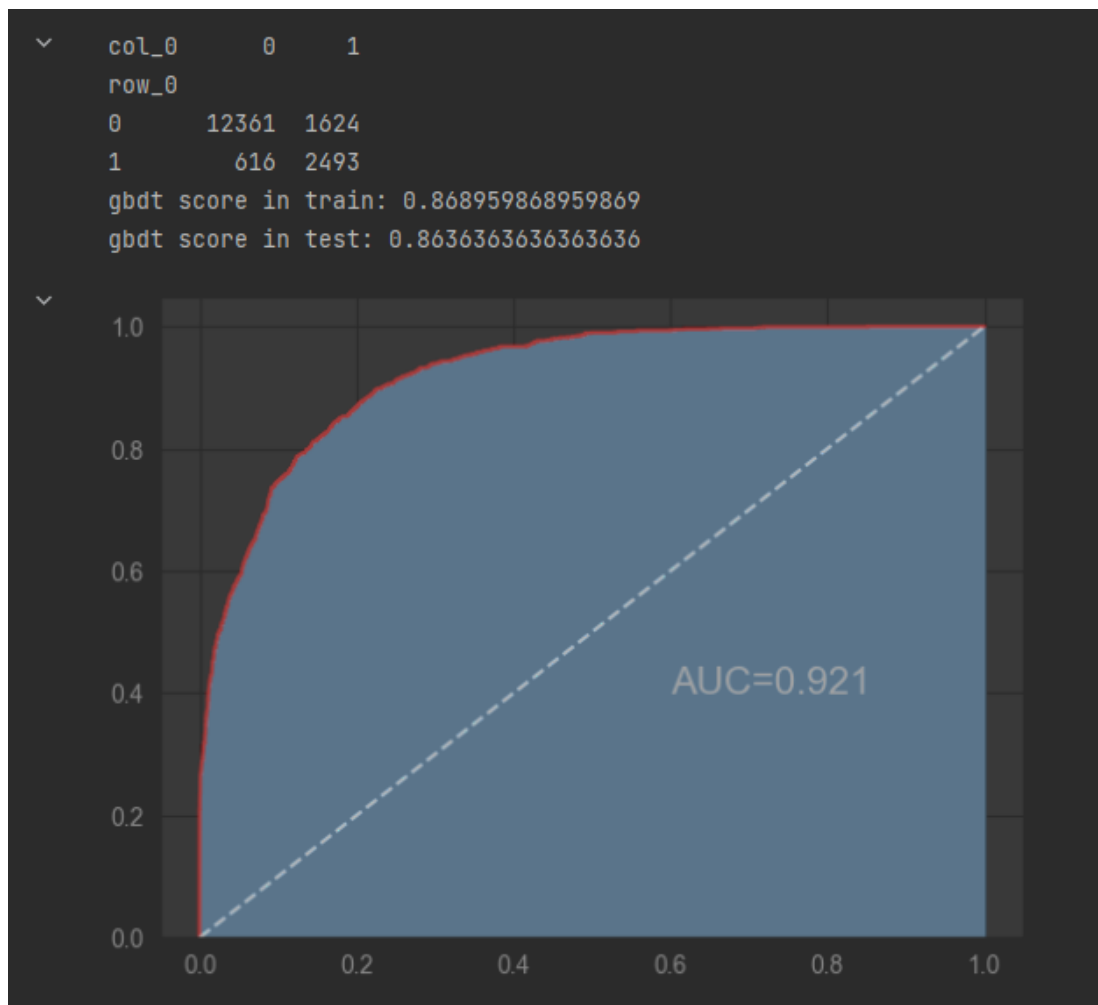 col_0 0 1
row_0
0 12361 1624
1 616 2493
gbdt score in train: 0.868959868959869
gbdt score in test: 0.8636363636363636
1.0
0.8
0.6
0.4
0.2
0.0
AUC=0.921
0.0 0.2 0.4 0.6 0.8 1.0